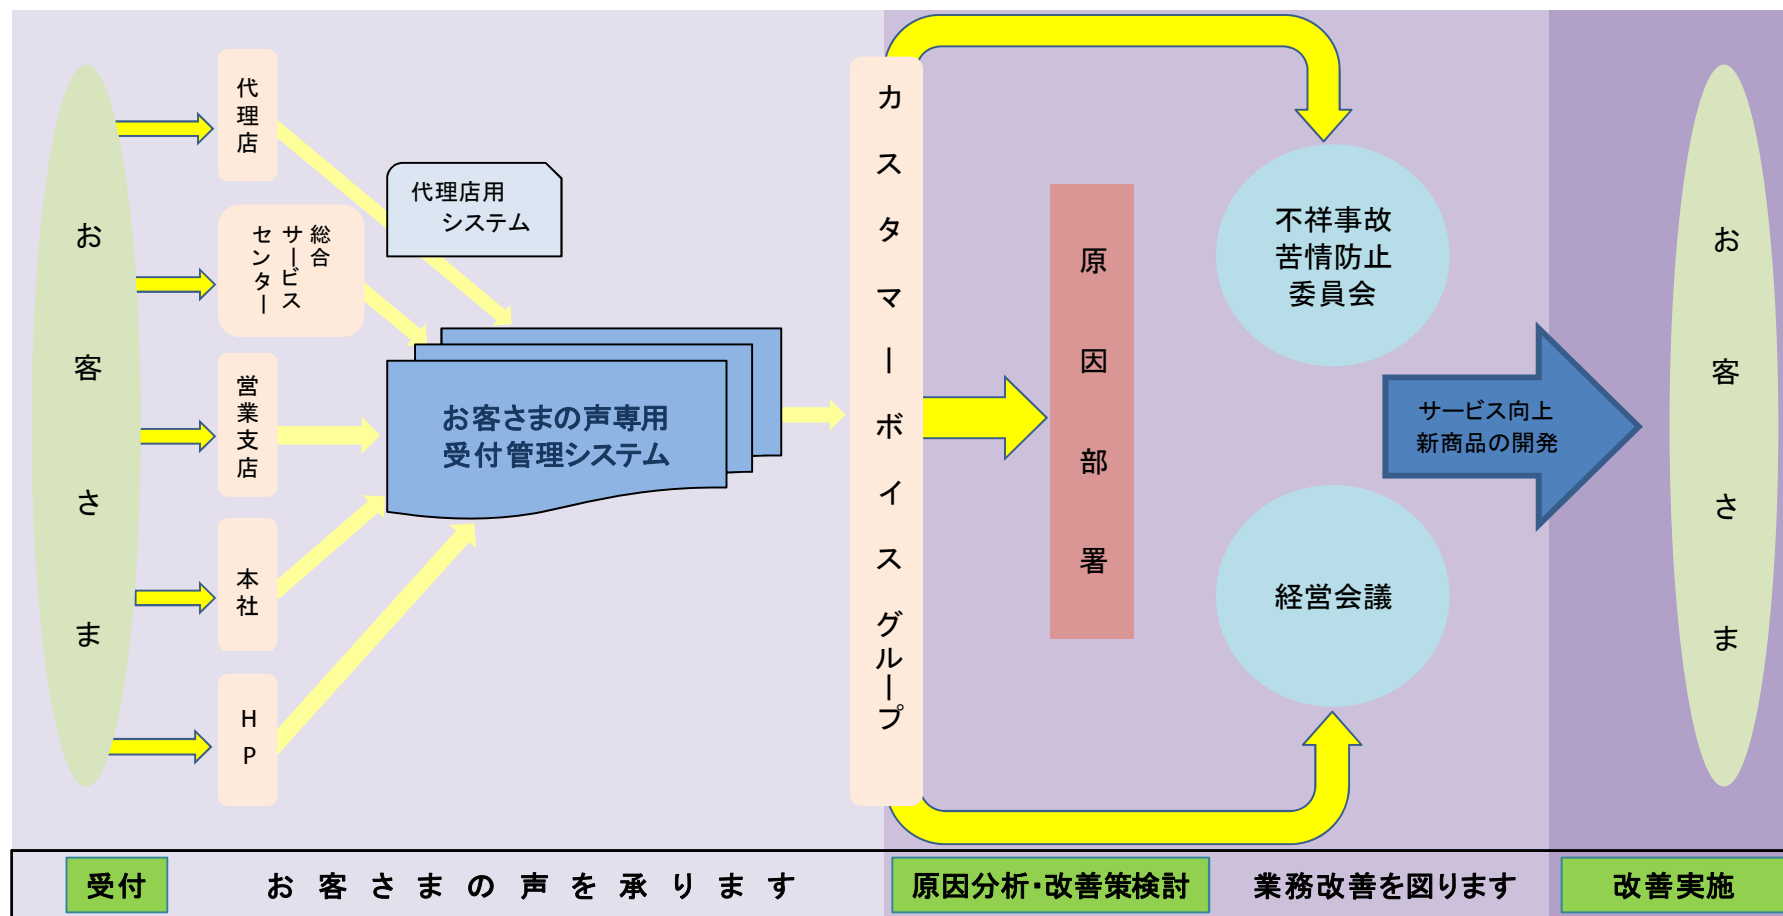 お客さま
代理店
総合
サービス
センター
営業支店
本社
HP
代理店用
システム
お客さまの声専用
受付管理システム
カスタマーボイスグループ
原因部署
不祥事故
苦情防止
委員会
経営会議
サービス向上
新商品の開発
お客さま
受付
お客さまの声を承ります
原因分析・改善策検討
業務改善を図ります
改善実施